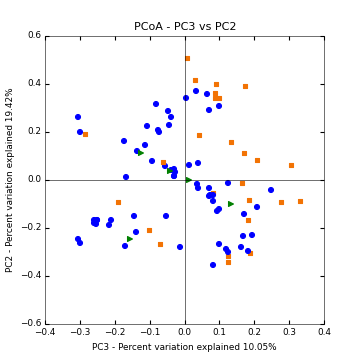 PCoA - PC3 vs PC2
PC2 - Percent variation explained 19.42%
0.6
0.4
0.2
0.0
−0.2
−0.4
−0.6
−0.4 −0.3 −0.2 −0.1 0.0 0.1 0.2 0.3 0.4
PC3 - Percent variation explained 10.05%